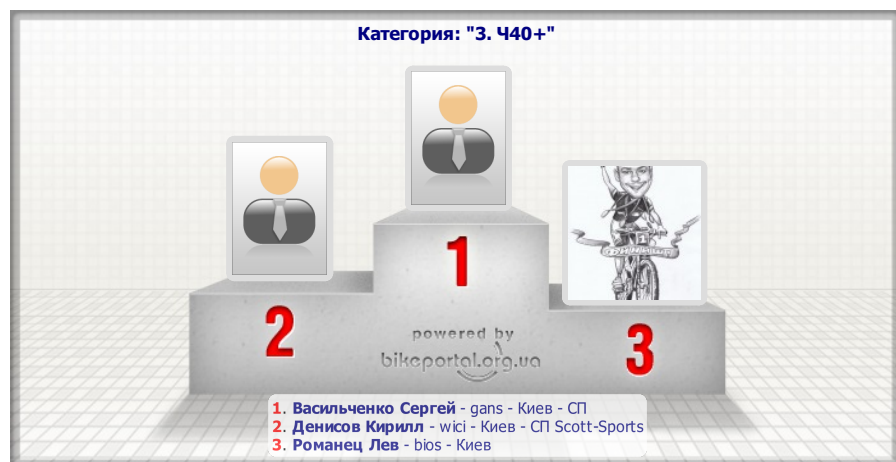 Категория: "3. Ч40+"
1
2
3
powered by
bikeportal.org.ua
1. Васильченко Сергей - gans - Киев - СП
2. Денисов Кирилл - wici - Киев - СП Scott-Sports
3. Романец Лев - bios - Киев